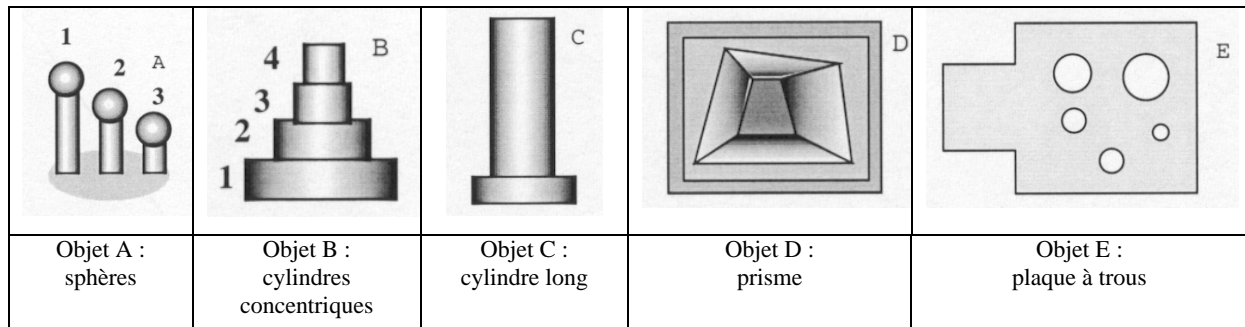 1
2
3
A
4
3
2
1
B
C
D
E
Objet A :
sphères
Objet B :
cylindres
concentriques
Objet C :
cylindre long
Objet D :
prisme
Objet E :
plaque à trous